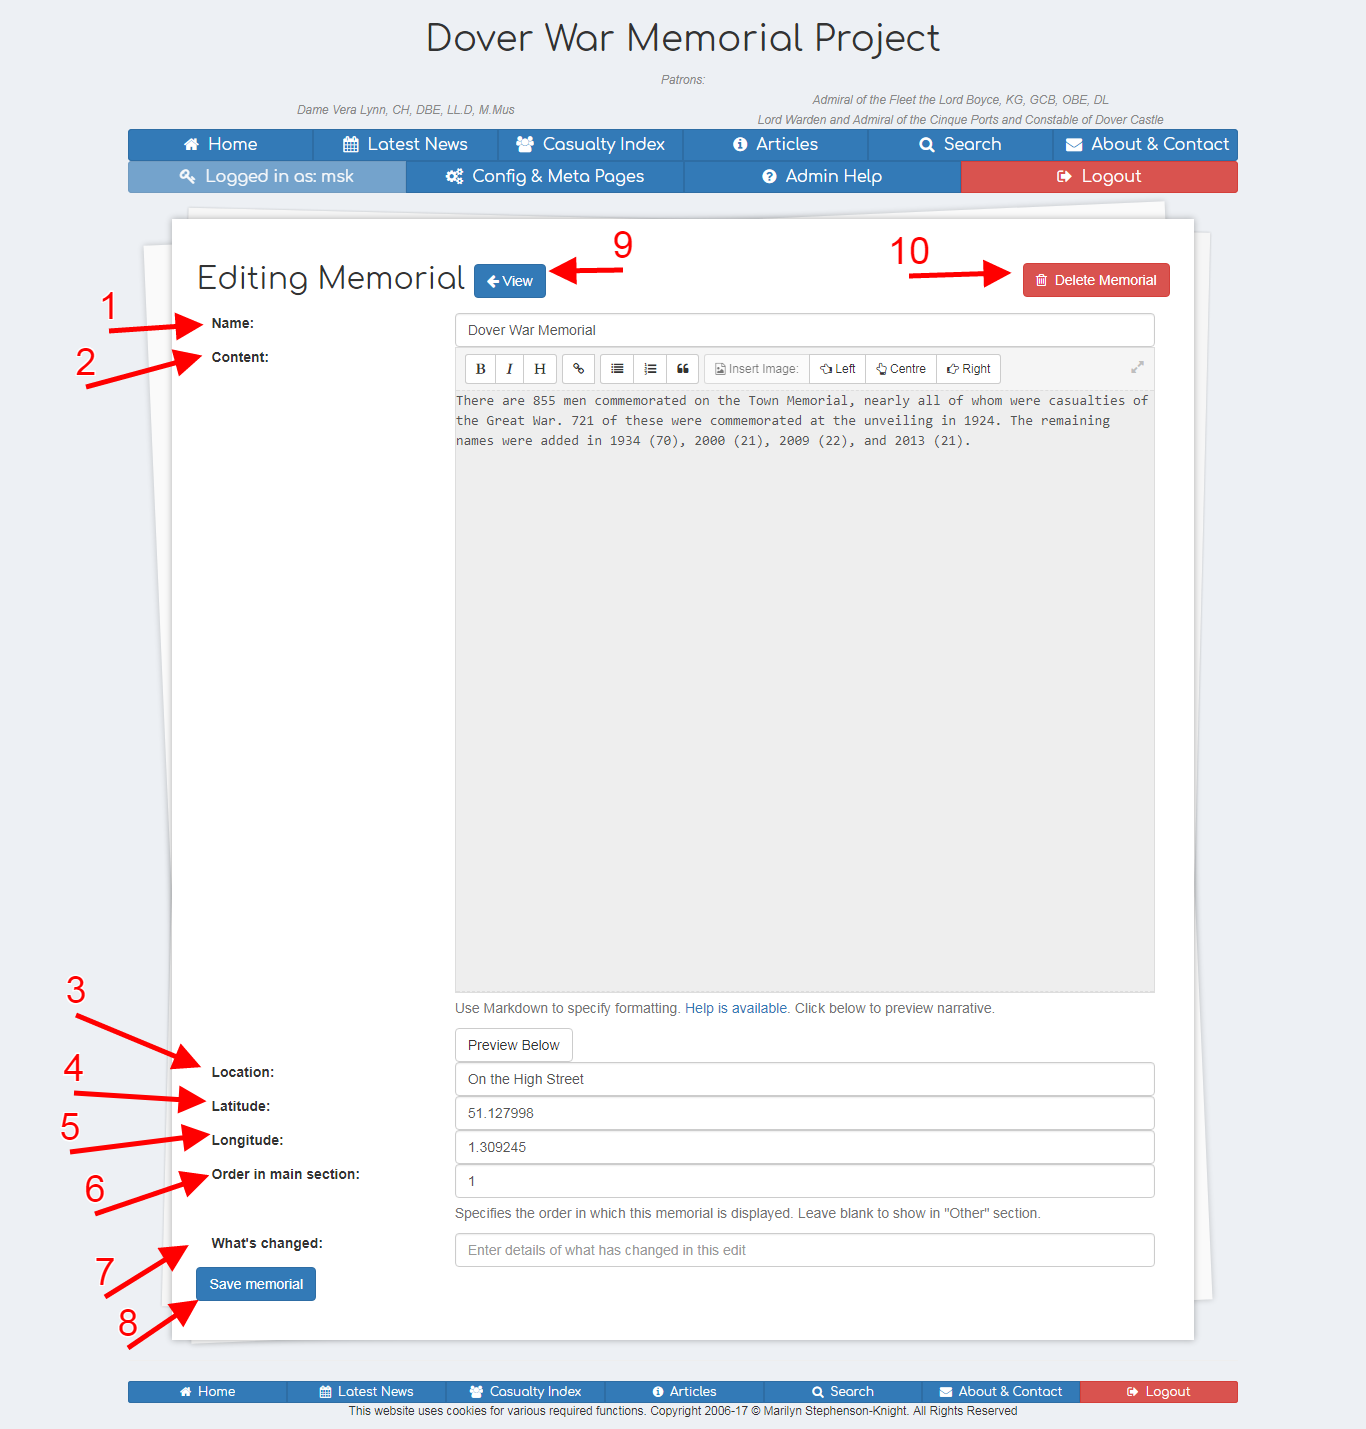 Dover War Memorial Project
Patrons:
Dame Vera Lynn, CH, DBE, LL.D, M.Mus
Admiral of the Fleet the Lord Boyce, KG, GCB, OBE, DL
Lord Warden and Admiral of the Cinque Ports and Constable of Dover Castle
Home Latest News Casualty Index Articles Search About & Contact
Logged in as: msk Config & Meta Pages Admin Help Logout
9
10
Editing Memorial View Delete Memorial
1
Name: Dover War Memorial
2
Content:
B I H Insert Image: Left Centre Right
There are 855 men commemorated on the Town Memorial, nearly all of whom were casualties of
the Great War. 721 of these were commemorated at the unveiling in 1924. The remaining
names were added in 1934 (70), 2000 (21), 2009 (22), and 2013 (21).
Use Markdown to specify formatting. Help is available. Click below to preview narrative.
Preview Below
3
Location: On the High Street
4
Latitude: 51.127998
5
Longitude: 1.309245
6
Order in main section: 1
Specifies the order in which this memorial is displayed. Leave blank to show in "Other" section.
7
What's changed: Enter details of what has changed in this edit
Save memorial
8
Home Latest News Casualty Index Articles Search About & Contact Logout
This website uses cookies for various required functions. Copyright 2006-17 © Marilyn Stephenson-Knight. All Rights Reserved